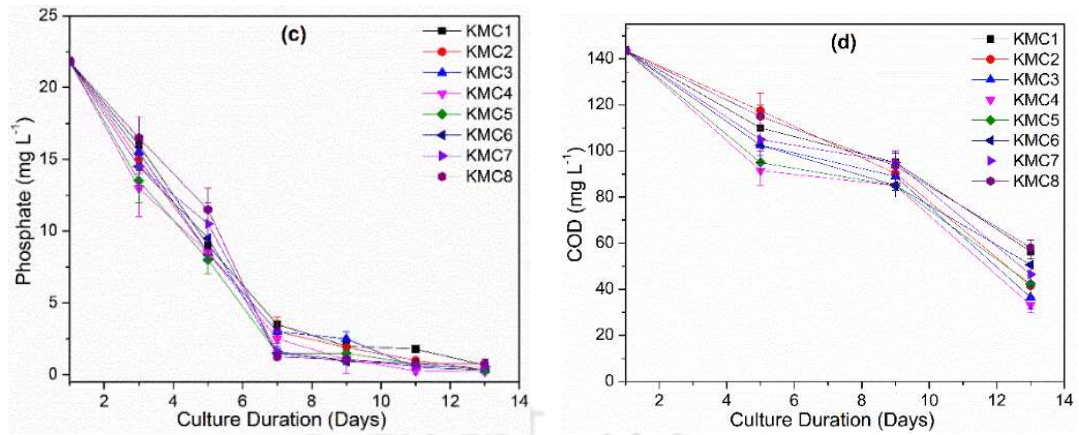 (c)
KMC1
KMC2
KMC3
KMC4
KMC5
KMC6
KMC7
KMC8
25
20
15
10
5
0
Phosphate (mg L-1)
2 4 6 8 10 12 14
Culture Duration (Days)
(d)
KMC1
KMC2
KMC3
KMC4
KMC5
KMC6
KMC7
KMC8
140
120
100
80
60
40
20
0
COD (mg L-1)
2 4 6 8 10 12 14
Culture Duration (Days)